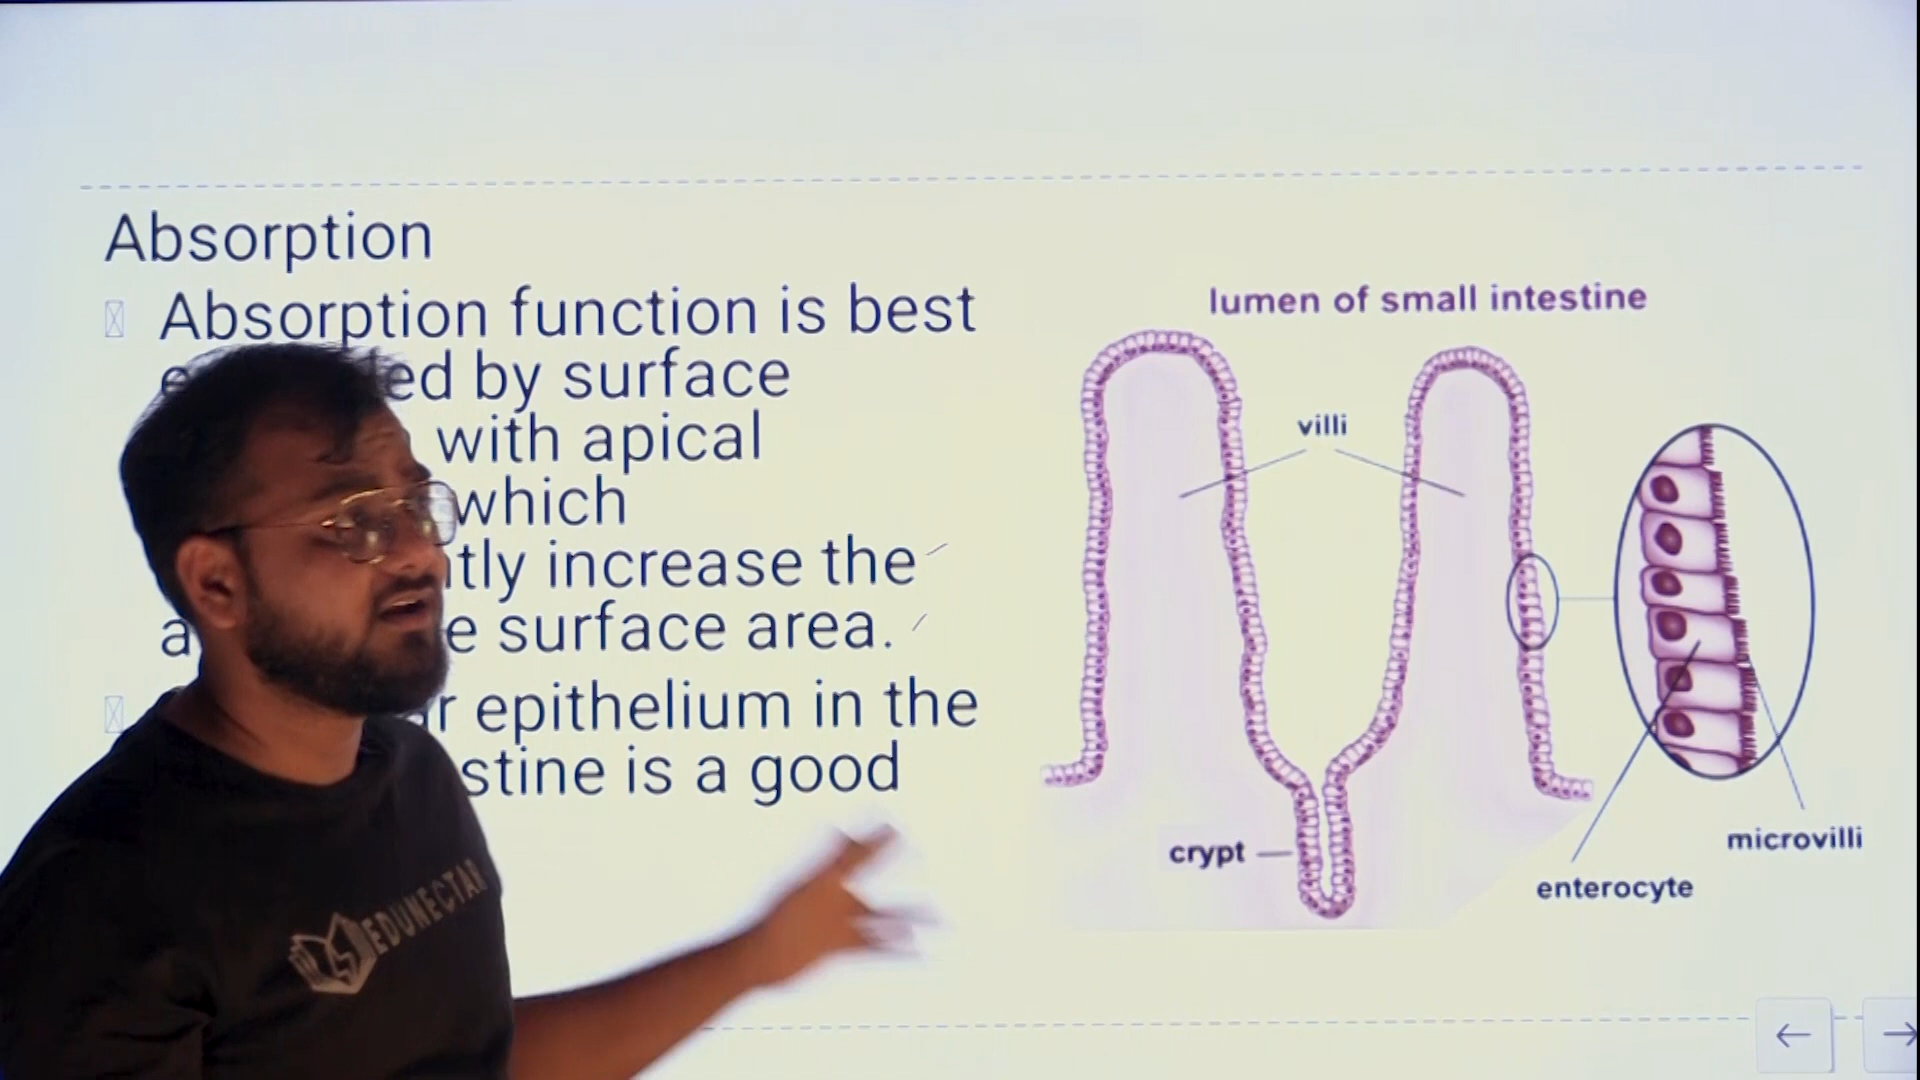 Absorption
Absorption function is best
ed by surface
with apical
which
tly increase the
a e surface area.
r epithelium in the
stine is a good
lumen of small intestine
villi
crypt
microvilli
enterocyte
EDUNECTAR